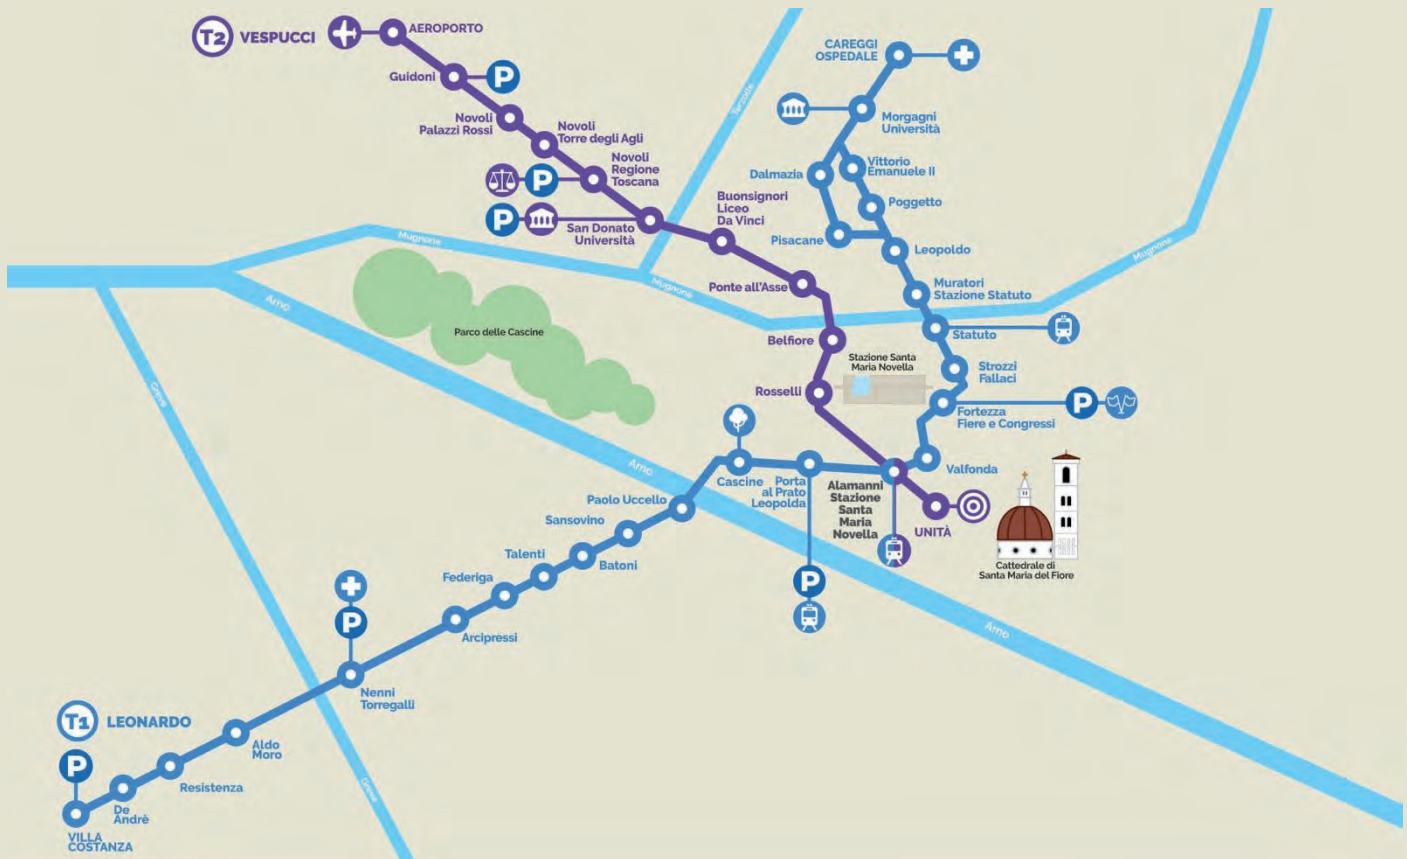 T2 VESPUCCI
AEROPORTO
Guidoni
P
Novoli
Palazzi Rossi
Novoli
Torre degli Agli
Novoli
Regione
Toscana
P
P
San Donato
Università
Buonsignori
Liceo
Da Vinci
Ponte all'Asse
Belfiore
Rosselli
Terzolle
CAREGGI
OSPEDALE
Morgagni
Università
Dalmazia
Vittorio
Emanuele II
Poggetto
Pisacane
Leopoldo
Muratori
Stazione Statuto
Statuto
Strozzi
Fallaci
Fortezza
Fiere e Congressi
P
Valfonda
Mugnone
Mugnone
Mugnone
Arno
Arno
Arno
Greve
Greve
Parco delle Cascine
Stazione Santa
Maria Novella
Alamanni
Stazione
Santa
Maria
Novella
UNITÀ
Cattedrale di
Santa Maria del Fiore
Cascine
Porta
al Prato
Leopolda
P
Paolo Uccello
Sansovino
Batoni
Talenti
Federiga
Arcipressi
P
Nenni
Torregalli
T1 LEONARDO
P
Aldo
Moro
Resistenza
De
Andrè
VILLA
COSTANZA